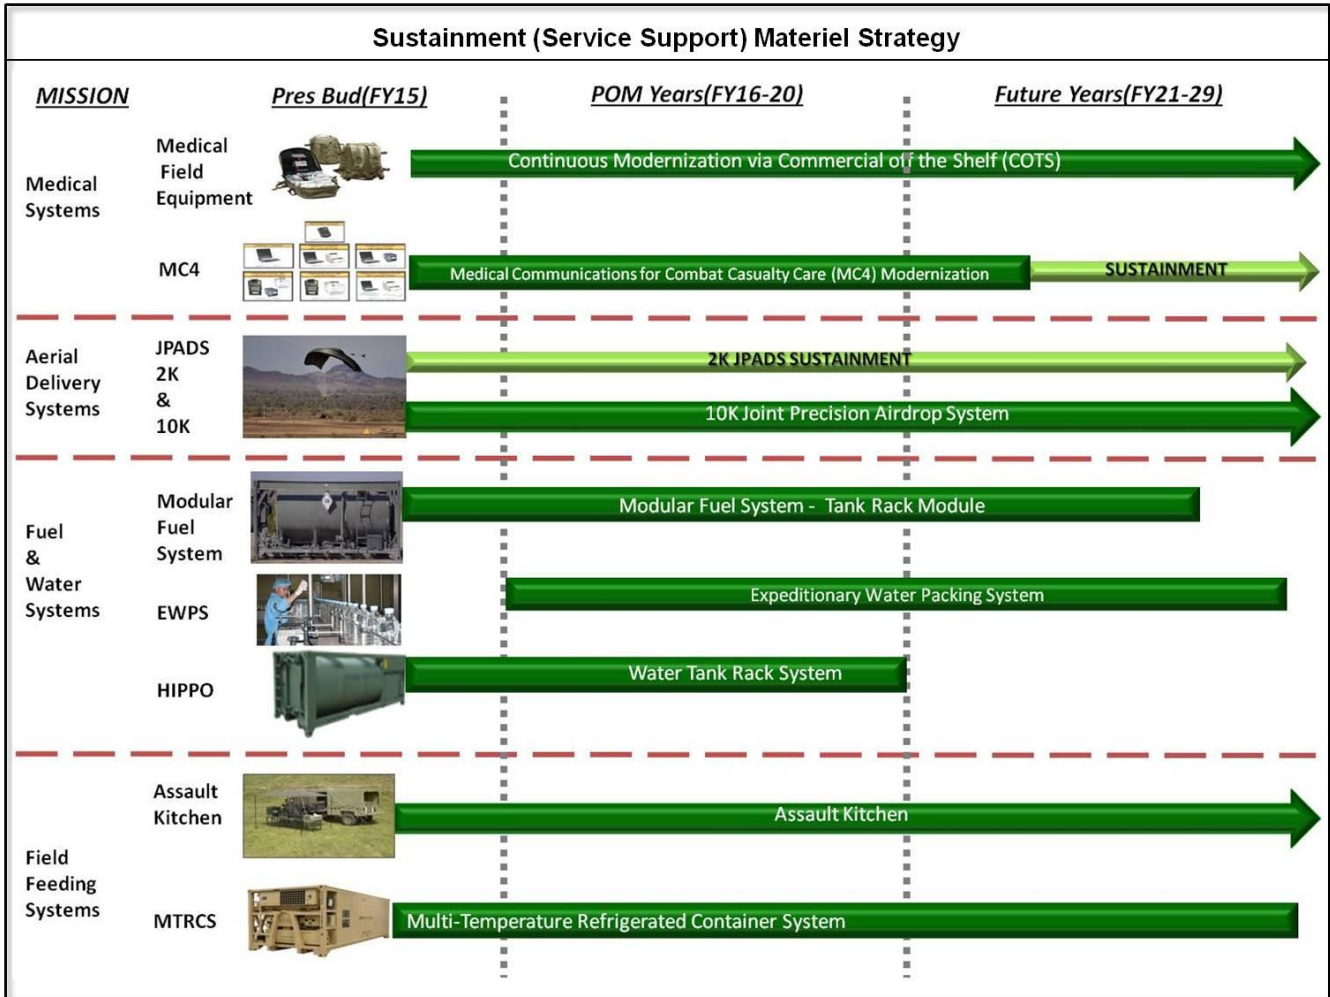 Sustainment (Service Support) Materiel Strategy
MISSION
Pres Bud(FY15)
POM Years(FY16-20)
Future Years(FY21-29)
Medical
Systems
Medical
Field
Equipment
Continuous Modernization via Commercial off the Shelf (COTS)
MC4
Medical Communications for Combat Casualty Care (MC4) Modernization
SUSTAINMENT
Aerial
Delivery
Systems
JPADS
2K
&
10K
2K JPADS SUSTAINMENT
10K Joint Precision Airdrop System
Fuel
&
Water
Systems
Modular
Fuel
System
Modular Fuel System - Tank Rack Module
EWPS
Expeditionary Water Packing System
HIPPO
Water Tank Rack System
Field
Feeding
Systems
Assault
Kitchen
Assault Kitchen
MTRCS
Multi-Temperature Refrigerated Container System